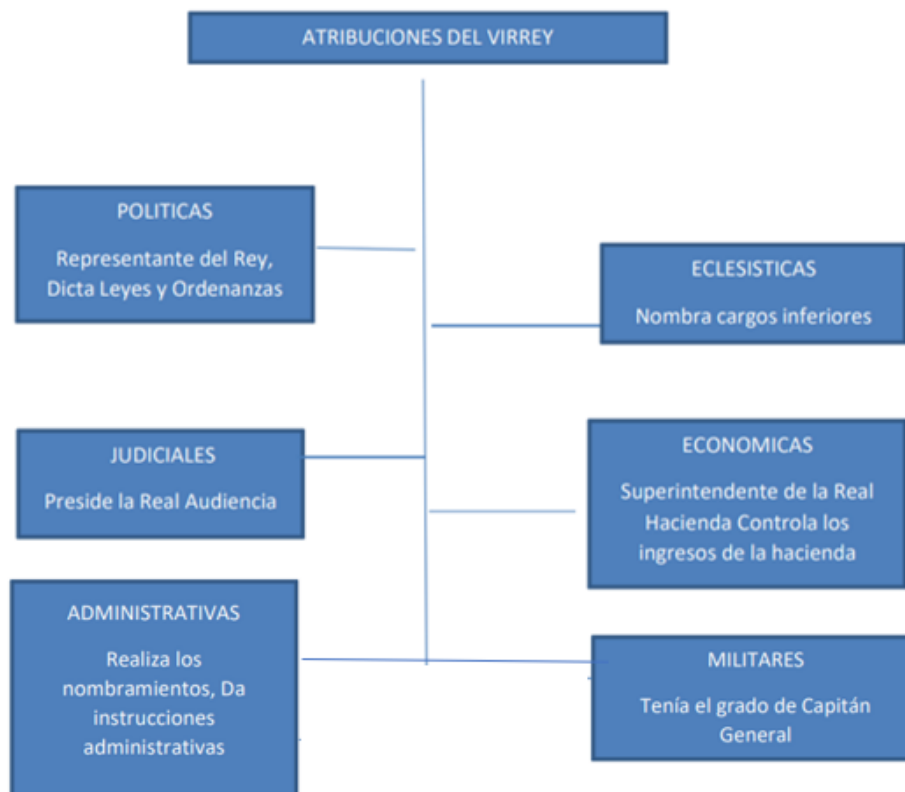 ATRIBUCIONES DEL VIRREY
POLITICAS
Representante del Rey,
Dicta Leyes y Ordenanzas
ECLESISTICAS
Nombra cargos inferiores
JUDICIALES
Preside la Real Audiencia
ECONOMICAS
Superintendente de la Real
Hacienda Controla los
ingresos de la hacienda
ADMINISTRATIVAS
Realiza los
nombramientos, Da
instrucciones
administrativas
MILITARES
Tenía el grado de Capitán
General